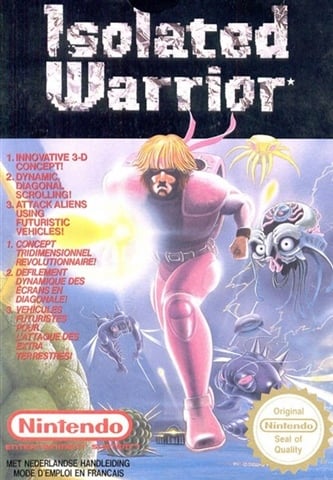 Isolated
Warrior*
1. INNOVATIVE 3-D
CONCEPT!
2. DYNAMIC
DIAGONAL
SCROLLING!
3. ATTACK ALIENS
USING
FUTURISTIC
VEHICLES!
1. CONCEPT
TRIDIMENSIONNEL
REVOLUTIONNAIRE!
2. DEFILEMENT
DYNAMIQUE DES
ECRANS EN
DIAGONALE!
3. VEHICULES
FUTURISTES
POUR
L'ATTAQUE DES
EXTRA
TERRESTRES!
Nintendo
ENTERTAINMENT SYSTEM
MET NEDERLANDSE HANDLEIDING
MODE D'EMPLOI EN FRANCAIS
Original
Nintendo
Seal of
Quality